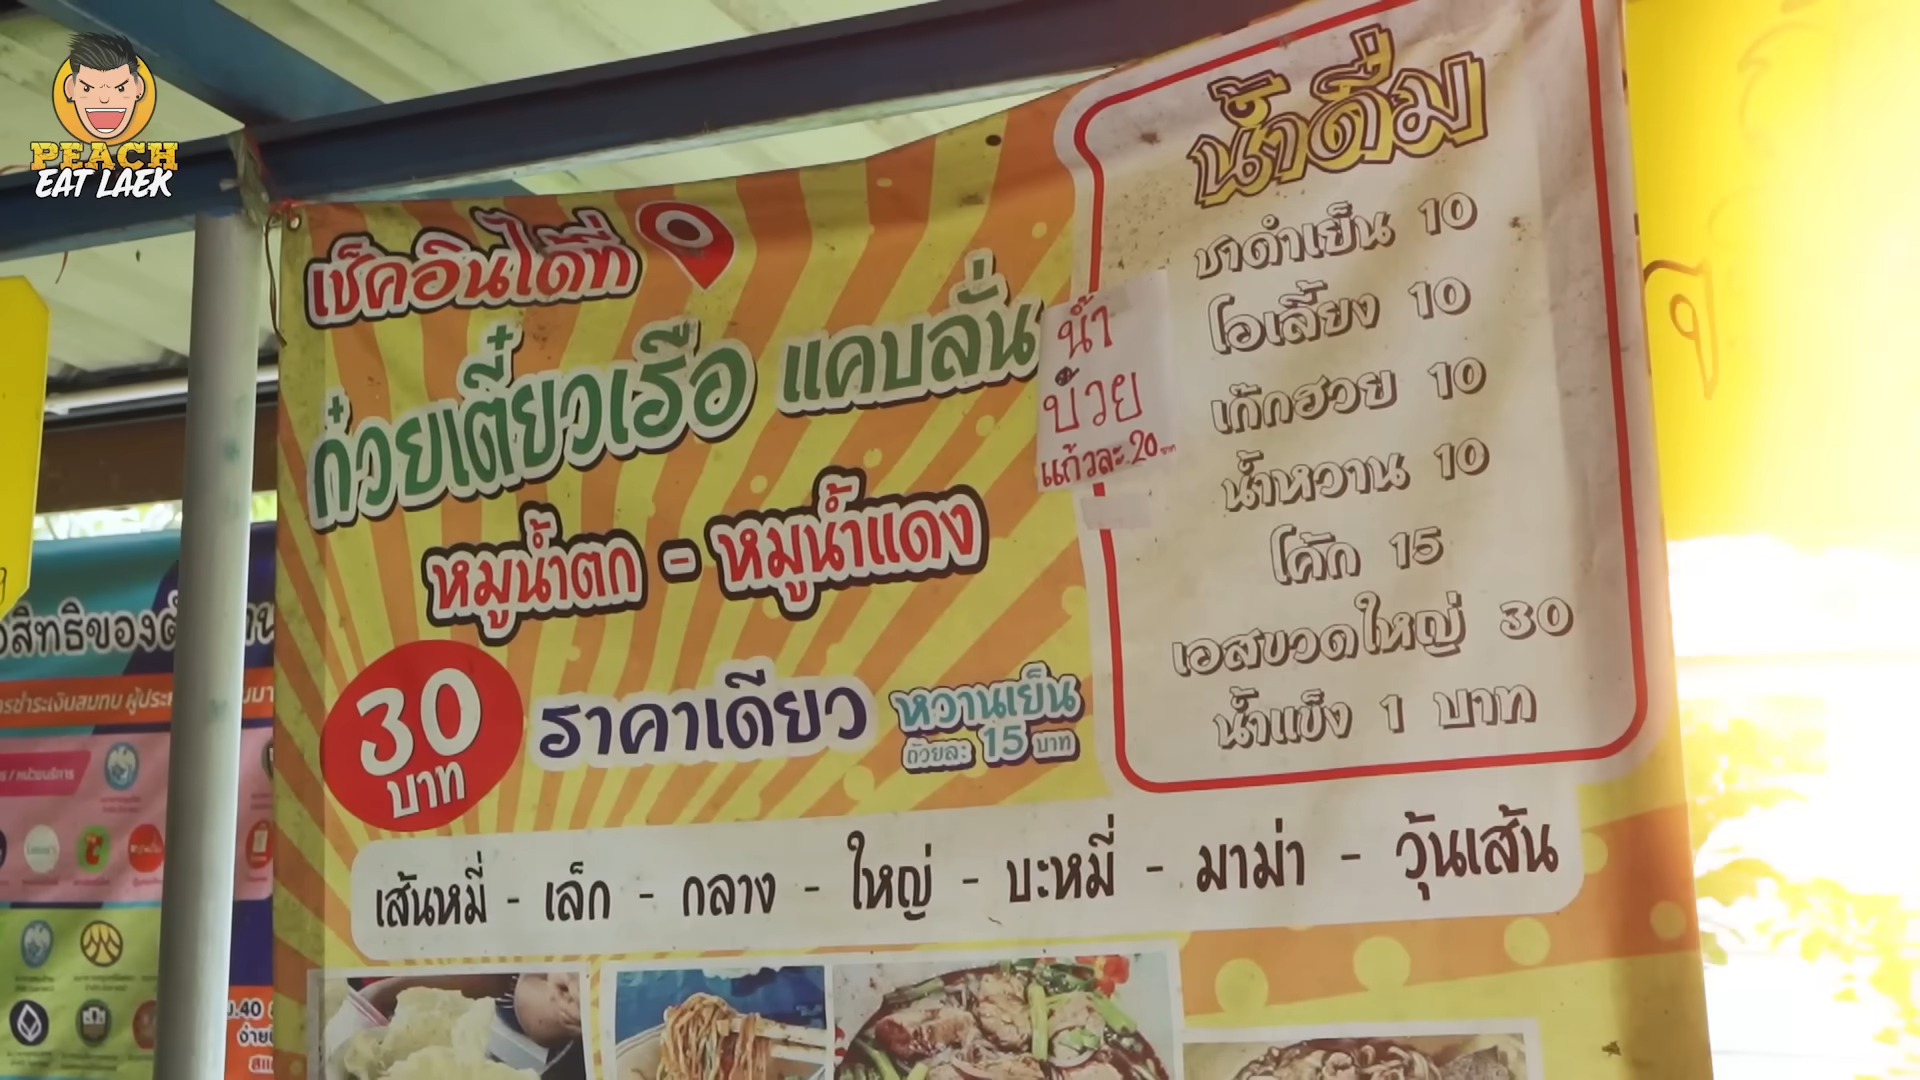 PEACH
EAT LAEK
เช็คอินได้ที่
ก๋วยเตี๋ยวเรือ แคบลั่น
หมูน้ำตก - หมูน้ำแดง
30
บาท
ราคาเดียว
หวานเย็น
ถ้วยละ 15 บาท
น้ำ
บ๊วย
แก้วละ 20 บาท
น้ำดื่ม
ชาดำเย็น 10
โอเลี้ยง 10
เก๊กฮวย 10
น้ำหวาน 10
โค้ก 15
เอสขวดใหญ่ 30
น้ำแข็ง 1 บาท
เส้นหมี่ - เล็ก - กลาง - ใหญ่ - บะหมี่ - มาม่า - วุ้นเส้น
สิทธิของ